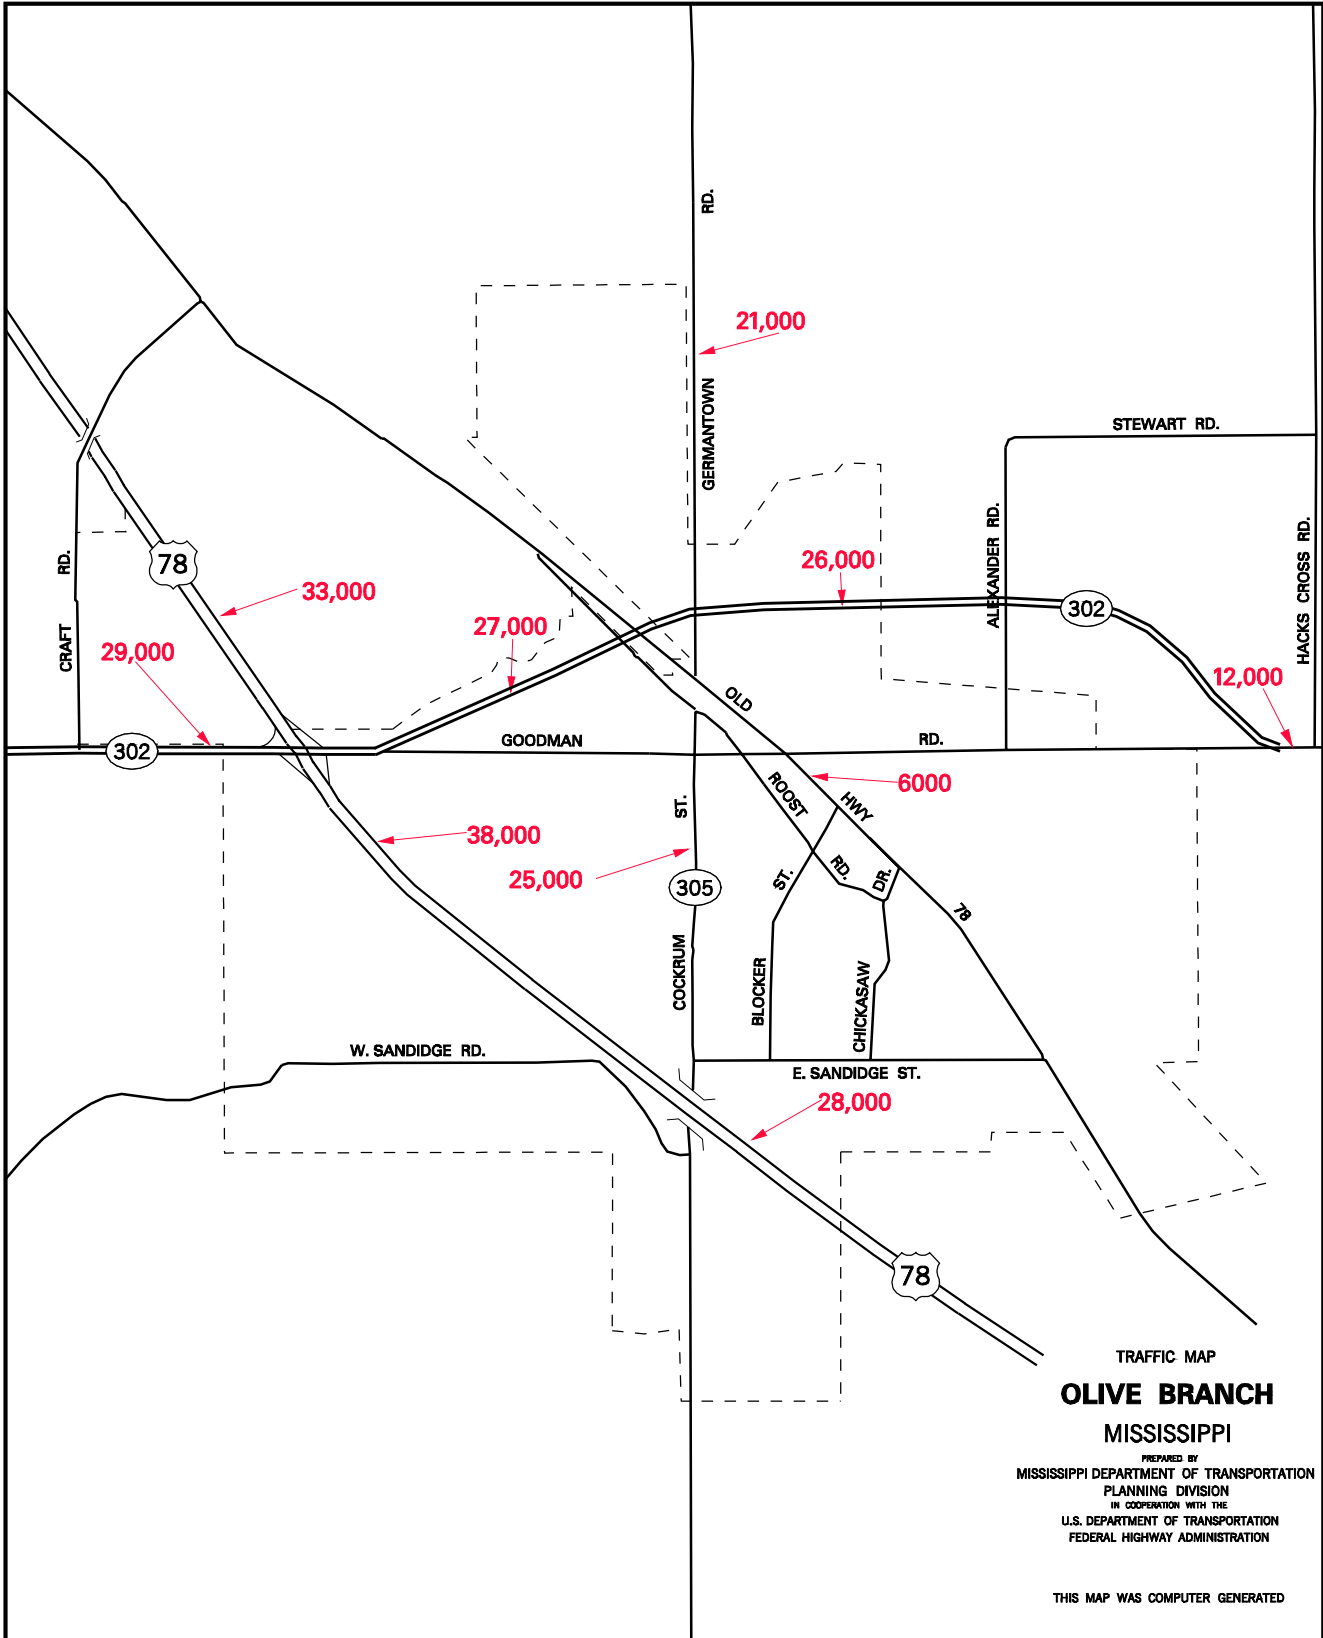 RD.
21,000
GERMANTOWN
STEWART RD.
ALEXANDER RD.
HACKS CROSS RD.
78
RD.
CRAFT
33,000
26,000
302
27,000
29,000
12,000
OLD
302
GOODMAN
RD.
6000
ROOST
HWY
ST.
38,000
25,000
305
ST.
RD.
DR.
78
COCKRUM
BLOCKER
CHICKASAW
W. SANDIDGE RD.
E. SANDIDGE ST.
28,000
78
TRAFFIC MAP
OLIVE BRANCH
MISSISSIPPI
PREPARED BY
MISSISSIPPI DEPARTMENT OF TRANSPORTATION
PLANNING DIVISION
IN COOPERATION WITH THE
U.S. DEPARTMENT OF TRANSPORTATION
FEDERAL HIGHWAY ADMINISTRATION
THIS MAP WAS COMPUTER GENERATED